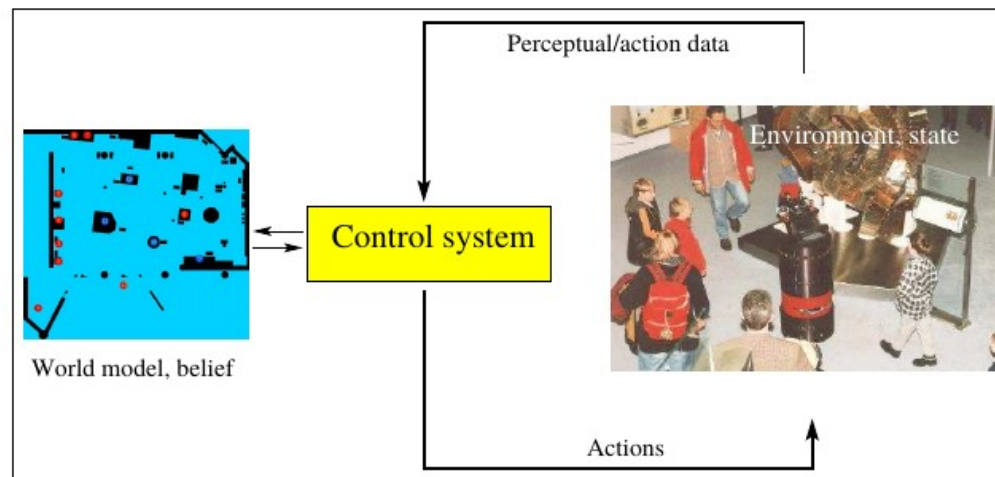 Perceptual/action data
Environment, state
Control system
World model, belief
Actions